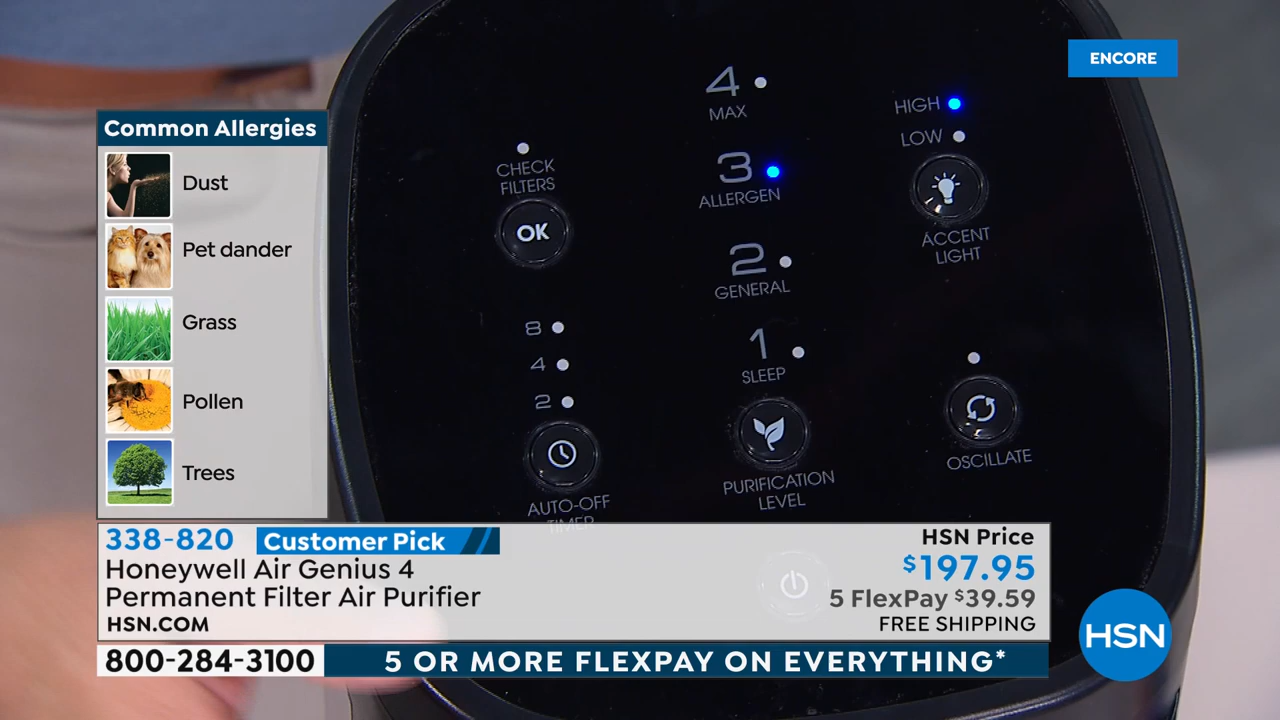 ENCORE
Common Allergies
Dust
Pet dander
Grass
Pollen
Trees
4
MAX
HIGH
LOW
CHECK
FILTERS
OK
3
ALLERGEN
ACCENT
LIGHT
2
GENERAL
8
4
2
1
SLEEP
AUTO-OFF
TIMER
PURIFICATION
LEVEL
OSCILLATE
338-820 Customer Pick
Honeywell Air Genius 4
Permanent Filter Air Purifier
HSN.COM
HSN Price
$197.95
5 FlexPay $39.59
FREE SHIPPING
HSN
800-284-3100 5 OR MORE FLEXPAY ON EVERYTHING*